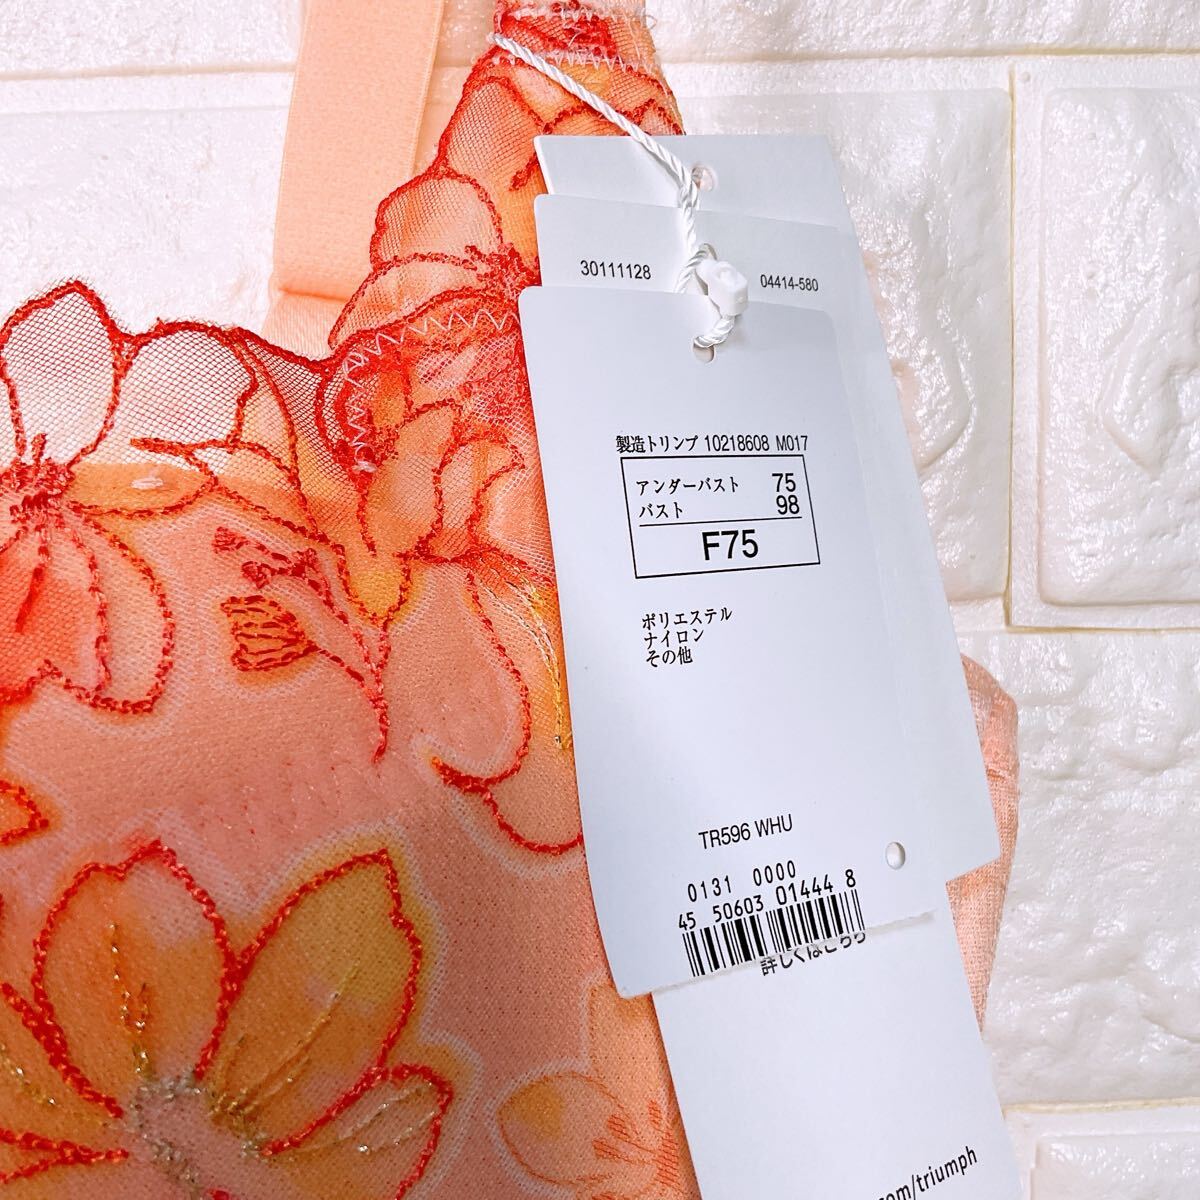 30111128
04414-580
製造トリンプ 10218608 M017
アンダーバスト 75
バスト 98
F75
ポリエステル
ナイロン
その他
TR596 WHU
0131 0000
45 50603 01444 8
詳しくはこちら
com/triumph